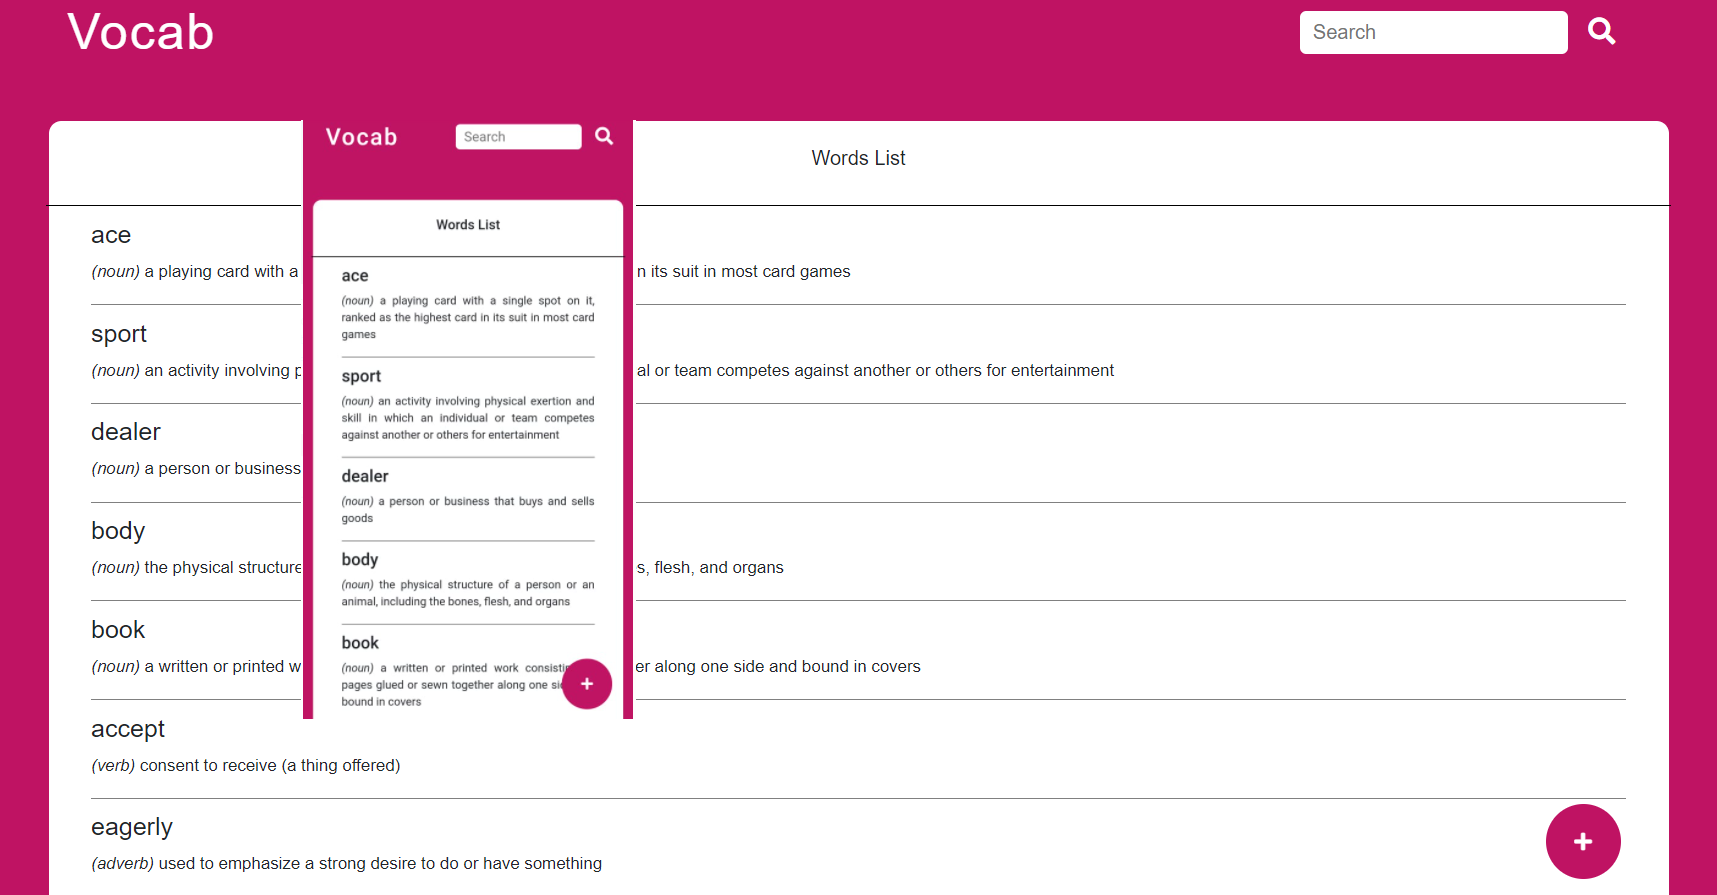 Vocab
Search
Words List
ace
(noun) a playing card with a
n its suit in most card games
sport
(noun) an activity involving
al or team competes against another or others for entertainment
dealer
(noun) a person or business
body
(noun) the physical structure
s, flesh, and organs
book
(noun) a written or printed w
er along one side and bound in covers
accept
(verb) consent to receive (a thing offered)
eagerly
(adverb) used to emphasize a strong desire to do or have something
+
Vocab
Search
Words List
ace
(noun) a playing card with a single spot on it,
ranked as the highest card in its suit in most card
games
sport
(noun) an activity involving physical exertion and
skill in which an individual or team competes
against another or others for entertainment
dealer
(noun) a person or business that buys and sells
goods
body
(noun) the physical structure of a person or an
animal, including the bones, flesh, and organs
book
(noun) a written or printed work consisti
pages glued or sewn together along one si
bound in covers
+